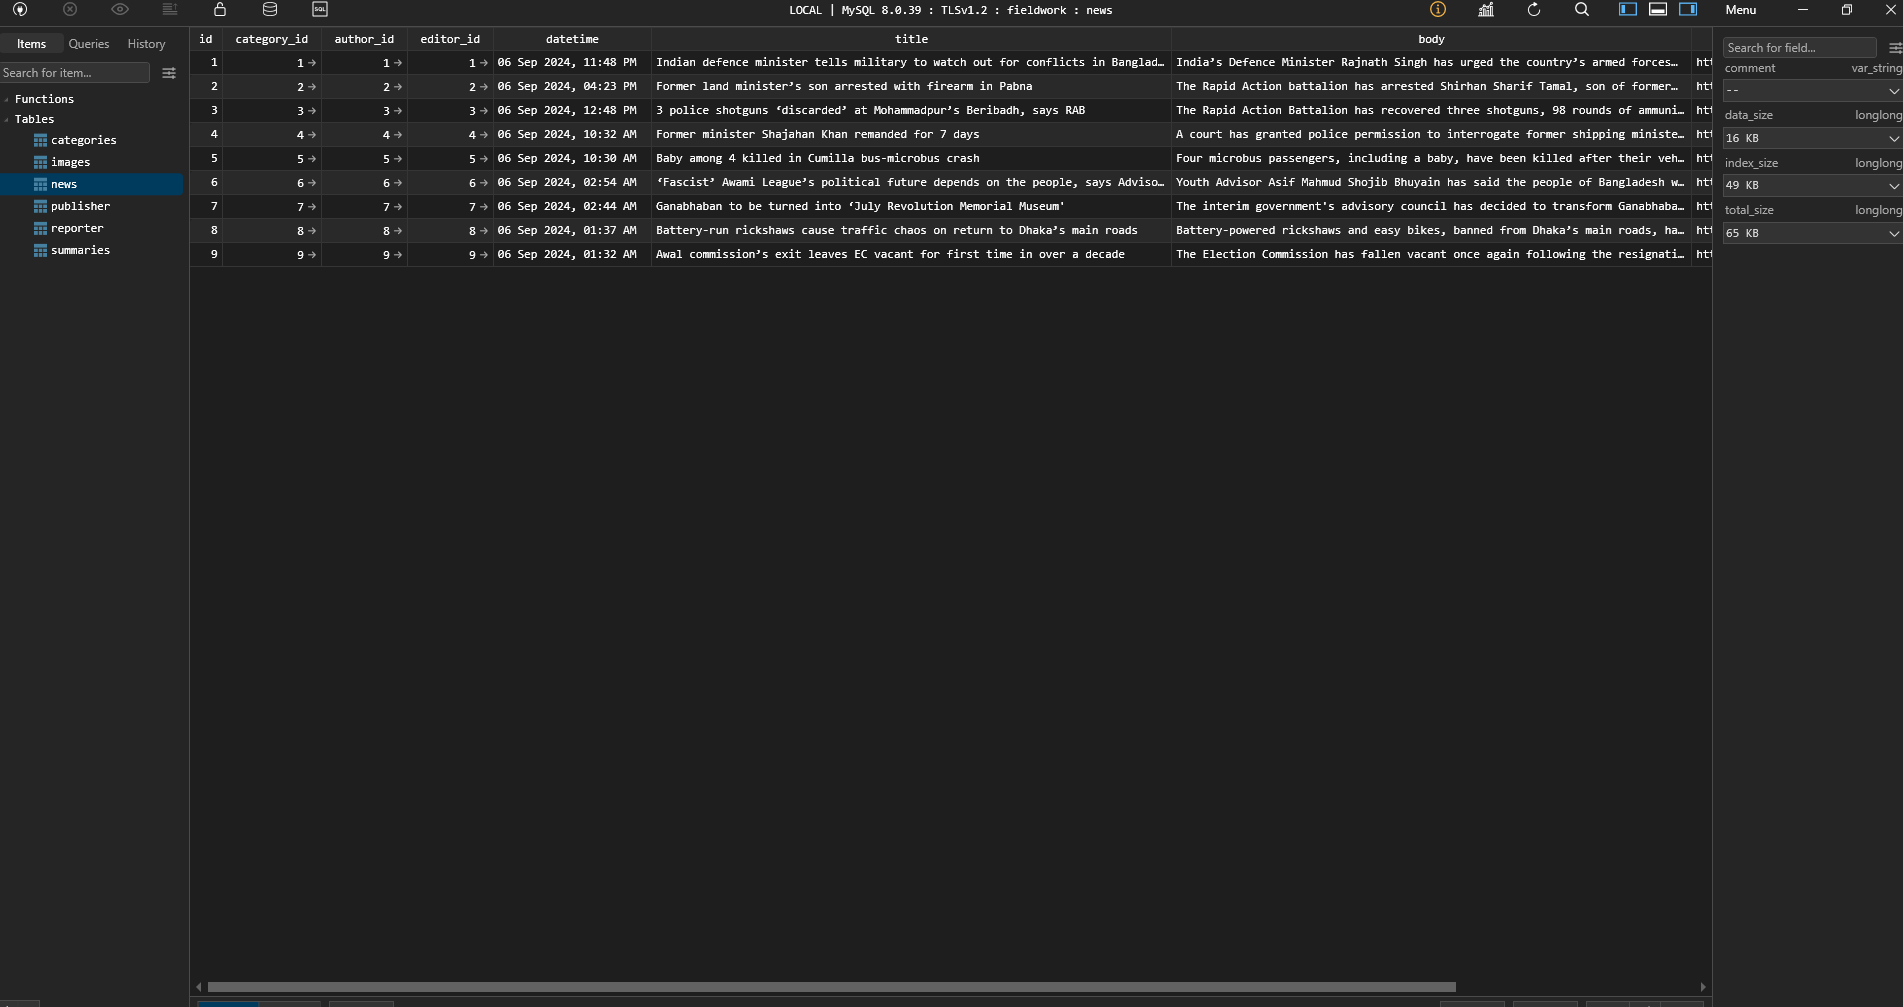 SQL
LOCAL | MySQL 8.0.39 : TLSv1.2 : fieldwork : news
Menu
Items Queries History
Search for item...
Functions
Tables
categories
images
news
publisher
reporter
summaries
id category_id author_id editor_id datetime title body
1 1 1 1 06 Sep 2024, 11:48 PM Indian defence minister tells military to watch out for conflicts in Banglad… India’s Defence Minister Rajnath Singh has urged the country’s armed forces… htt
2 2 2 2 06 Sep 2024, 04:23 PM Former land minister’s son arrested with firearm in Pabna The Rapid Action battalion has arrested Shirhan Sharif Tamal, son of former… htt
3 3 3 3 06 Sep 2024, 12:48 PM 3 police shotguns ‘discarded’ at Mohammadpur’s Beribadh, says RAB The Rapid Action Battalion has recovered three shotguns, 98 rounds of ammuni… htt
4 4 4 4 06 Sep 2024, 10:32 AM Former minister Shajahan Khan remanded for 7 days A court has granted police permission to interrogate former shipping ministe… htt
5 5 5 5 06 Sep 2024, 10:30 AM Baby among 4 killed in Cumilla bus-microbus crash Four microbus passengers, including a baby, have been killed after their veh… htt
6 6 6 6 06 Sep 2024, 02:54 AM ‘Fascist’ Awami League’s political future depends on the people, says Adviso… Youth Advisor Asif Mahmud Shojib Bhuyain has said the people of Bangladesh w… htt
7 7 7 7 06 Sep 2024, 02:44 AM Ganabhaban to be turned into ‘July Revolution Memorial Museum' The interim government's advisory council has decided to transform Ganabhaba… htt
8 8 8 8 06 Sep 2024, 01:37 AM Battery-run rickshaws cause traffic chaos on return to Dhaka’s main roads Battery-powered rickshaws and easy bikes, banned from Dhaka’s main roads, ha… htt
9 9 9 9 06 Sep 2024, 01:32 AM Awal commission’s exit leaves EC vacant for first time in over a decade The Election Commission has fallen vacant once again following the resignati… htt
Search for field...
comment var_string
--
data_size longlong
16 KB
index_size longlong
49 KB
total_size longlong
65 KB